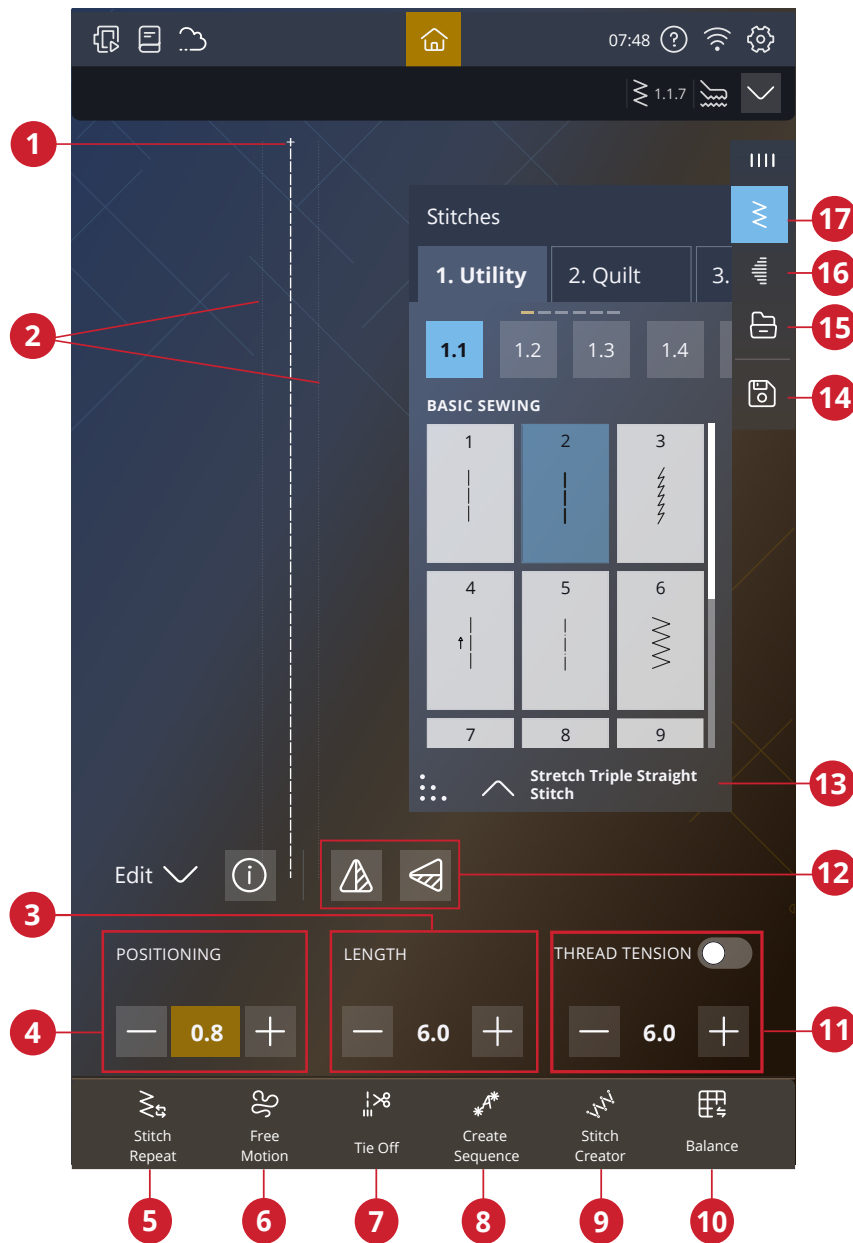 07:48 ?
1.1.7
1
Stitches
17
1. Utility 2. Quilt 3.
16
2
1.1 1.2 1.3 1.4
15
BASIC SEWING
14
1 2 3
4 5 6
7 8 9
Stretch Triple Straight
Stitch
13
Edit i
12
3
POSITIONING LENGTH THREAD TENSION
4
— 0.8 + — 6.0 + — 6.0 +
11
Stitch
Repeat
Free
Motion
Tie Off
Create
Sequence
Stitch
Creator
Balance
5 6 7 8 9 10